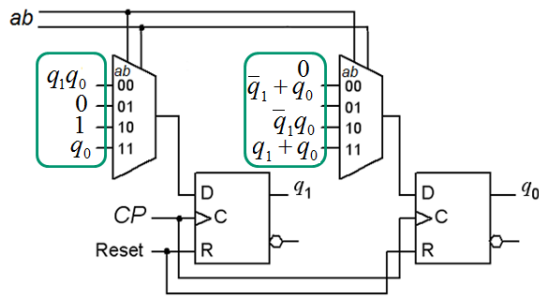 ab
ab
q₁q₀ 00
0 01
1 10
q₀ 11
0 ab
q̅₁ + q₀ 00
01
q̅₁q₀ 10
q₁ + q₀ 11
D q₁
CP C
Reset R
D q₀
C
R